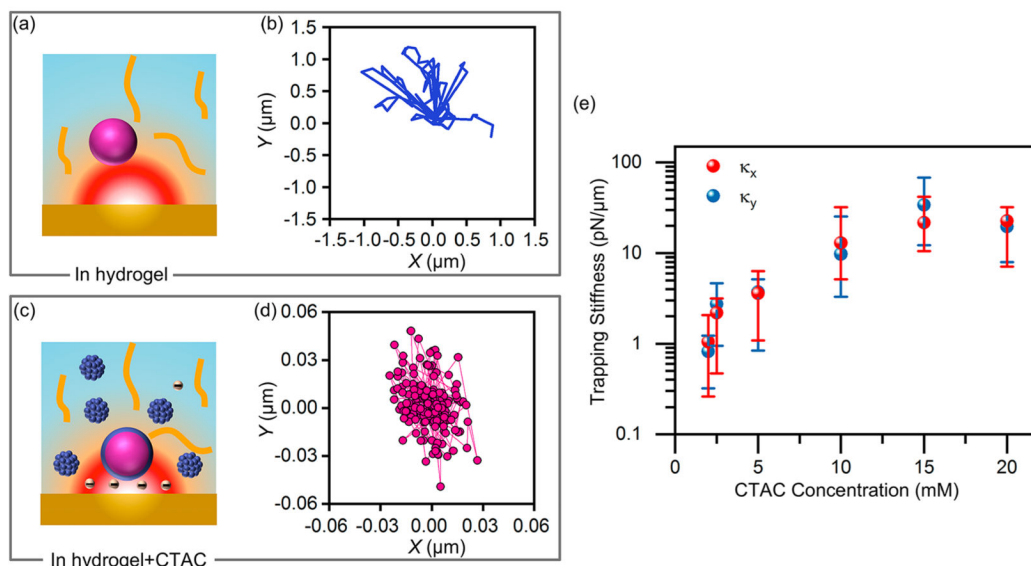 (a)
In hydrogel
(b)
1.5
1.0
0.5
0.0
-0.5
-1.0
-1.5
Y (μm)
-1.5 -1.0 -0.5 0.0 0.5 1.0 1.5
X (μm)
(c)
In hydrogel+CTAC
(d)
0.06
0.03
0.00
-0.03
-0.06
Y (μm)
-0.06 -0.03 0.00 0.03 0.06
X (μm)
(e)
κx
κy
100
10
1
0.1
Trapping Stiffness (pN/μm)
0 5 10 15 20
CTAC Concentration (mM)